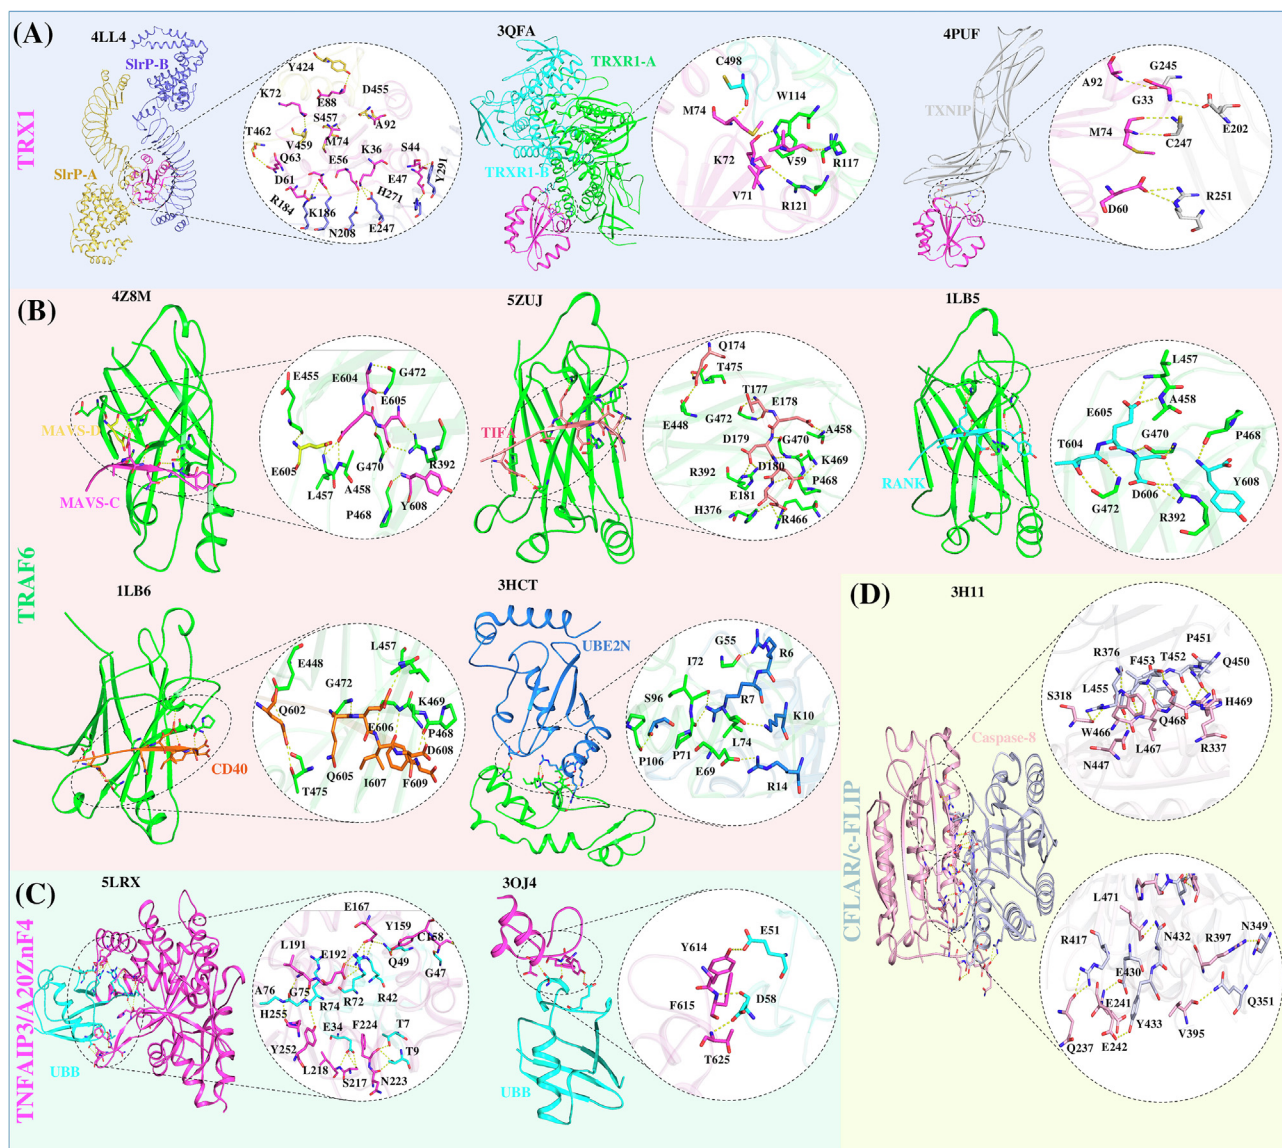 (A)
TRX1
4LL4
SlrP-B
SlrP-A
Y424
K72
D455
E88
S457
A92
T462
M74
V459
K36
Q63
E56
S44
D61
E47
Y291
R184
H271
K186
N208
E247
3QFA
TRXR1-A
TRXR1-B
C498
M74
W114
K72
V59
R117
V71
R121
4PUF
TXNIP
A92
G245
G33
M74
E202
C247
D60
R251
(B)
TRAF6
4Z8M
MAVS-D
MAVS-C
E455
E604
G472
E605
E605
G470
R392
L457
A458
P468
Y608
5ZUJ
TIFA
Q174
T475
T177
E178
G472
E448
A458
D179
G470
K469
R392
D180
P468
E181
H376
R466
1LB5
RANK
L457
A458
E605
G470
P468
T604
D606
Y608
G472
R392
1LB6
CD40
E448
L457
G472
Q602
K469
E606
P468
D608
Q605
I607
F609
T475
3HCT
UBE2N
G55
R6
I72
S96
R7
K10
P106
P71
L74
E69
R14
(C)
TNFAIP3/A20/ZnF4
5LRX
UBB
E167
Y159
C158
L191
E192
Q49
G47
A76
G75
R74
R72
R42
H255
E34
F224
T7
Y252
T9
L218
S217
N223
3OJ4
UBB
E51
Y614
D58
F615
T625
(D)
CFLAR/c-FLIP
3H11
Caspase-8
P451
R376
F453
T452
Q450
S318
L455
H469
W466
Q468
L467
R337
N447
L471
R417
N432
R397
N349
E430
E241
Q351
Y433
V395
Q237
E242